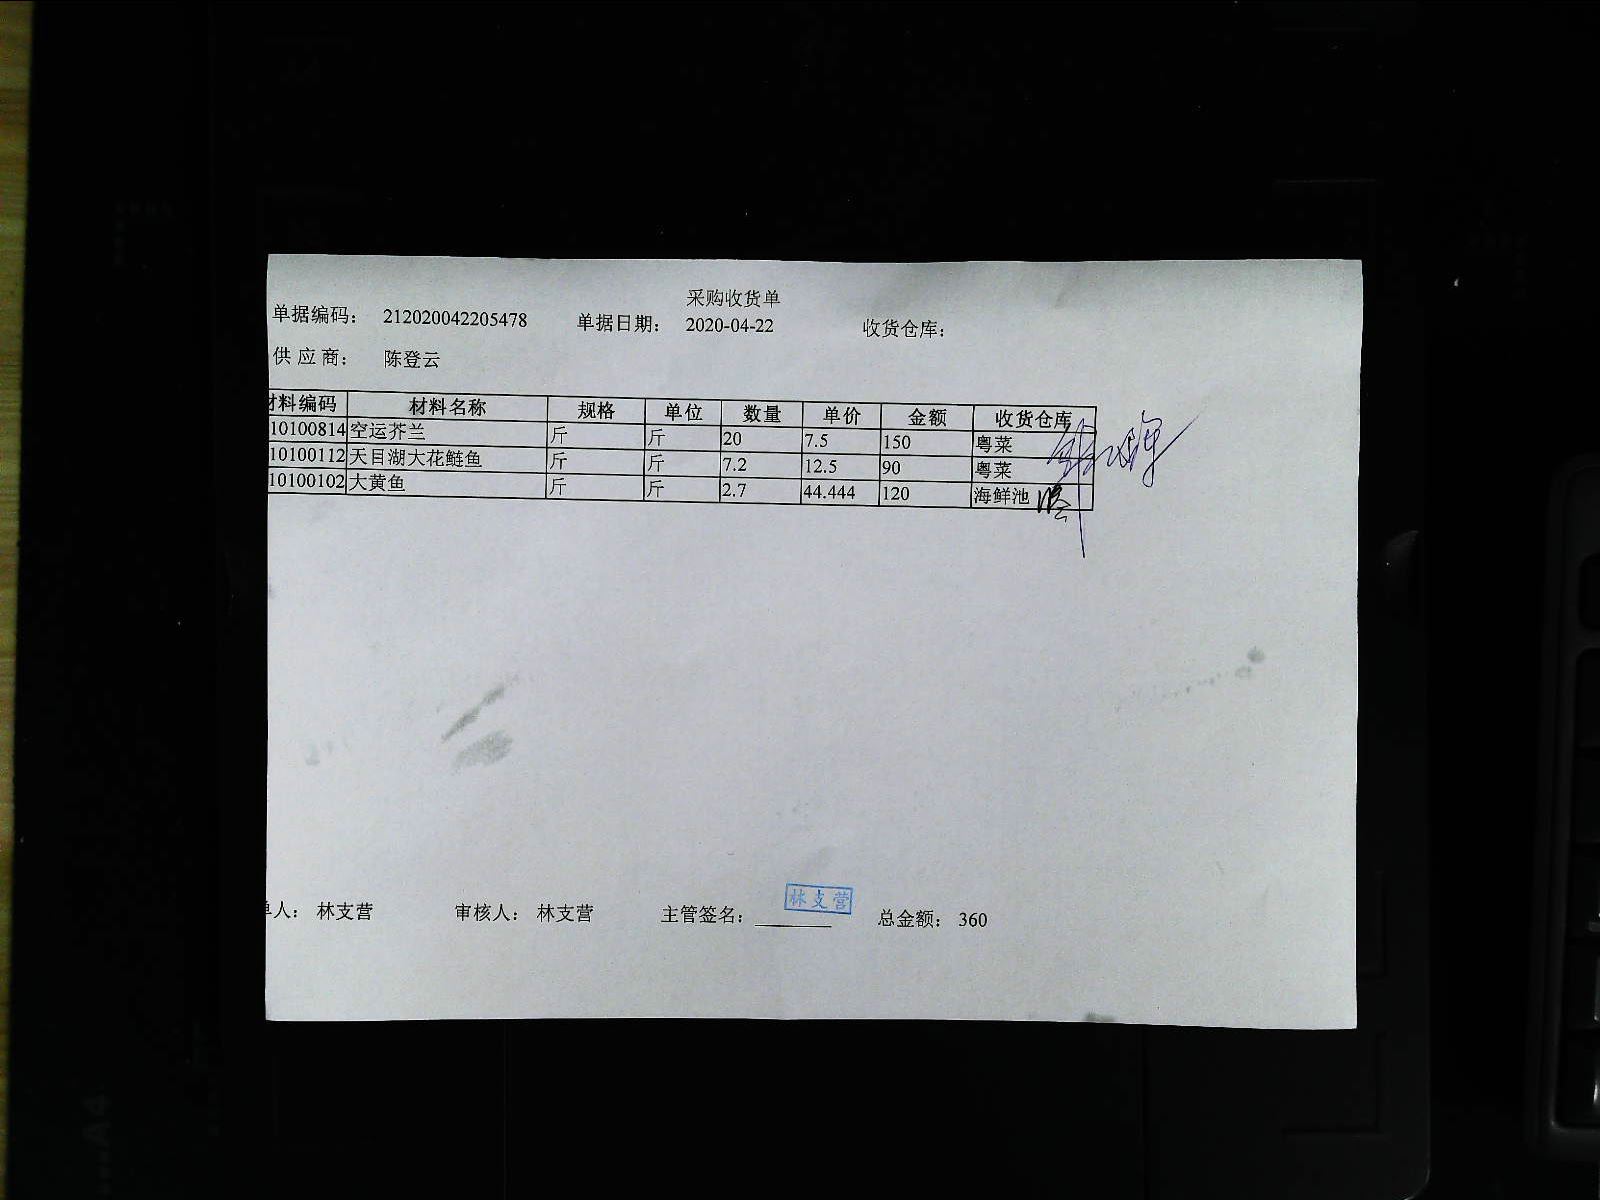 采购收货单
单据编码: 212020042205478 单据日期: 2020-04-22 收货仓库:
供应商: 陈登云
材料编码 材料名称 规格 单位 数量 单价 金额 收货仓库
10100814 空运芥兰 斤 斤 20 7.5 150 粤菜
10100112 天目湖大花鲢鱼 斤 斤 7.2 12.5 90 粤菜
10100102 大黄鱼 斤 斤 2.7 44.444 120 海鲜池
单人: 林支营 审核人: 林支营 主管签名: 林支营 总金额: 360